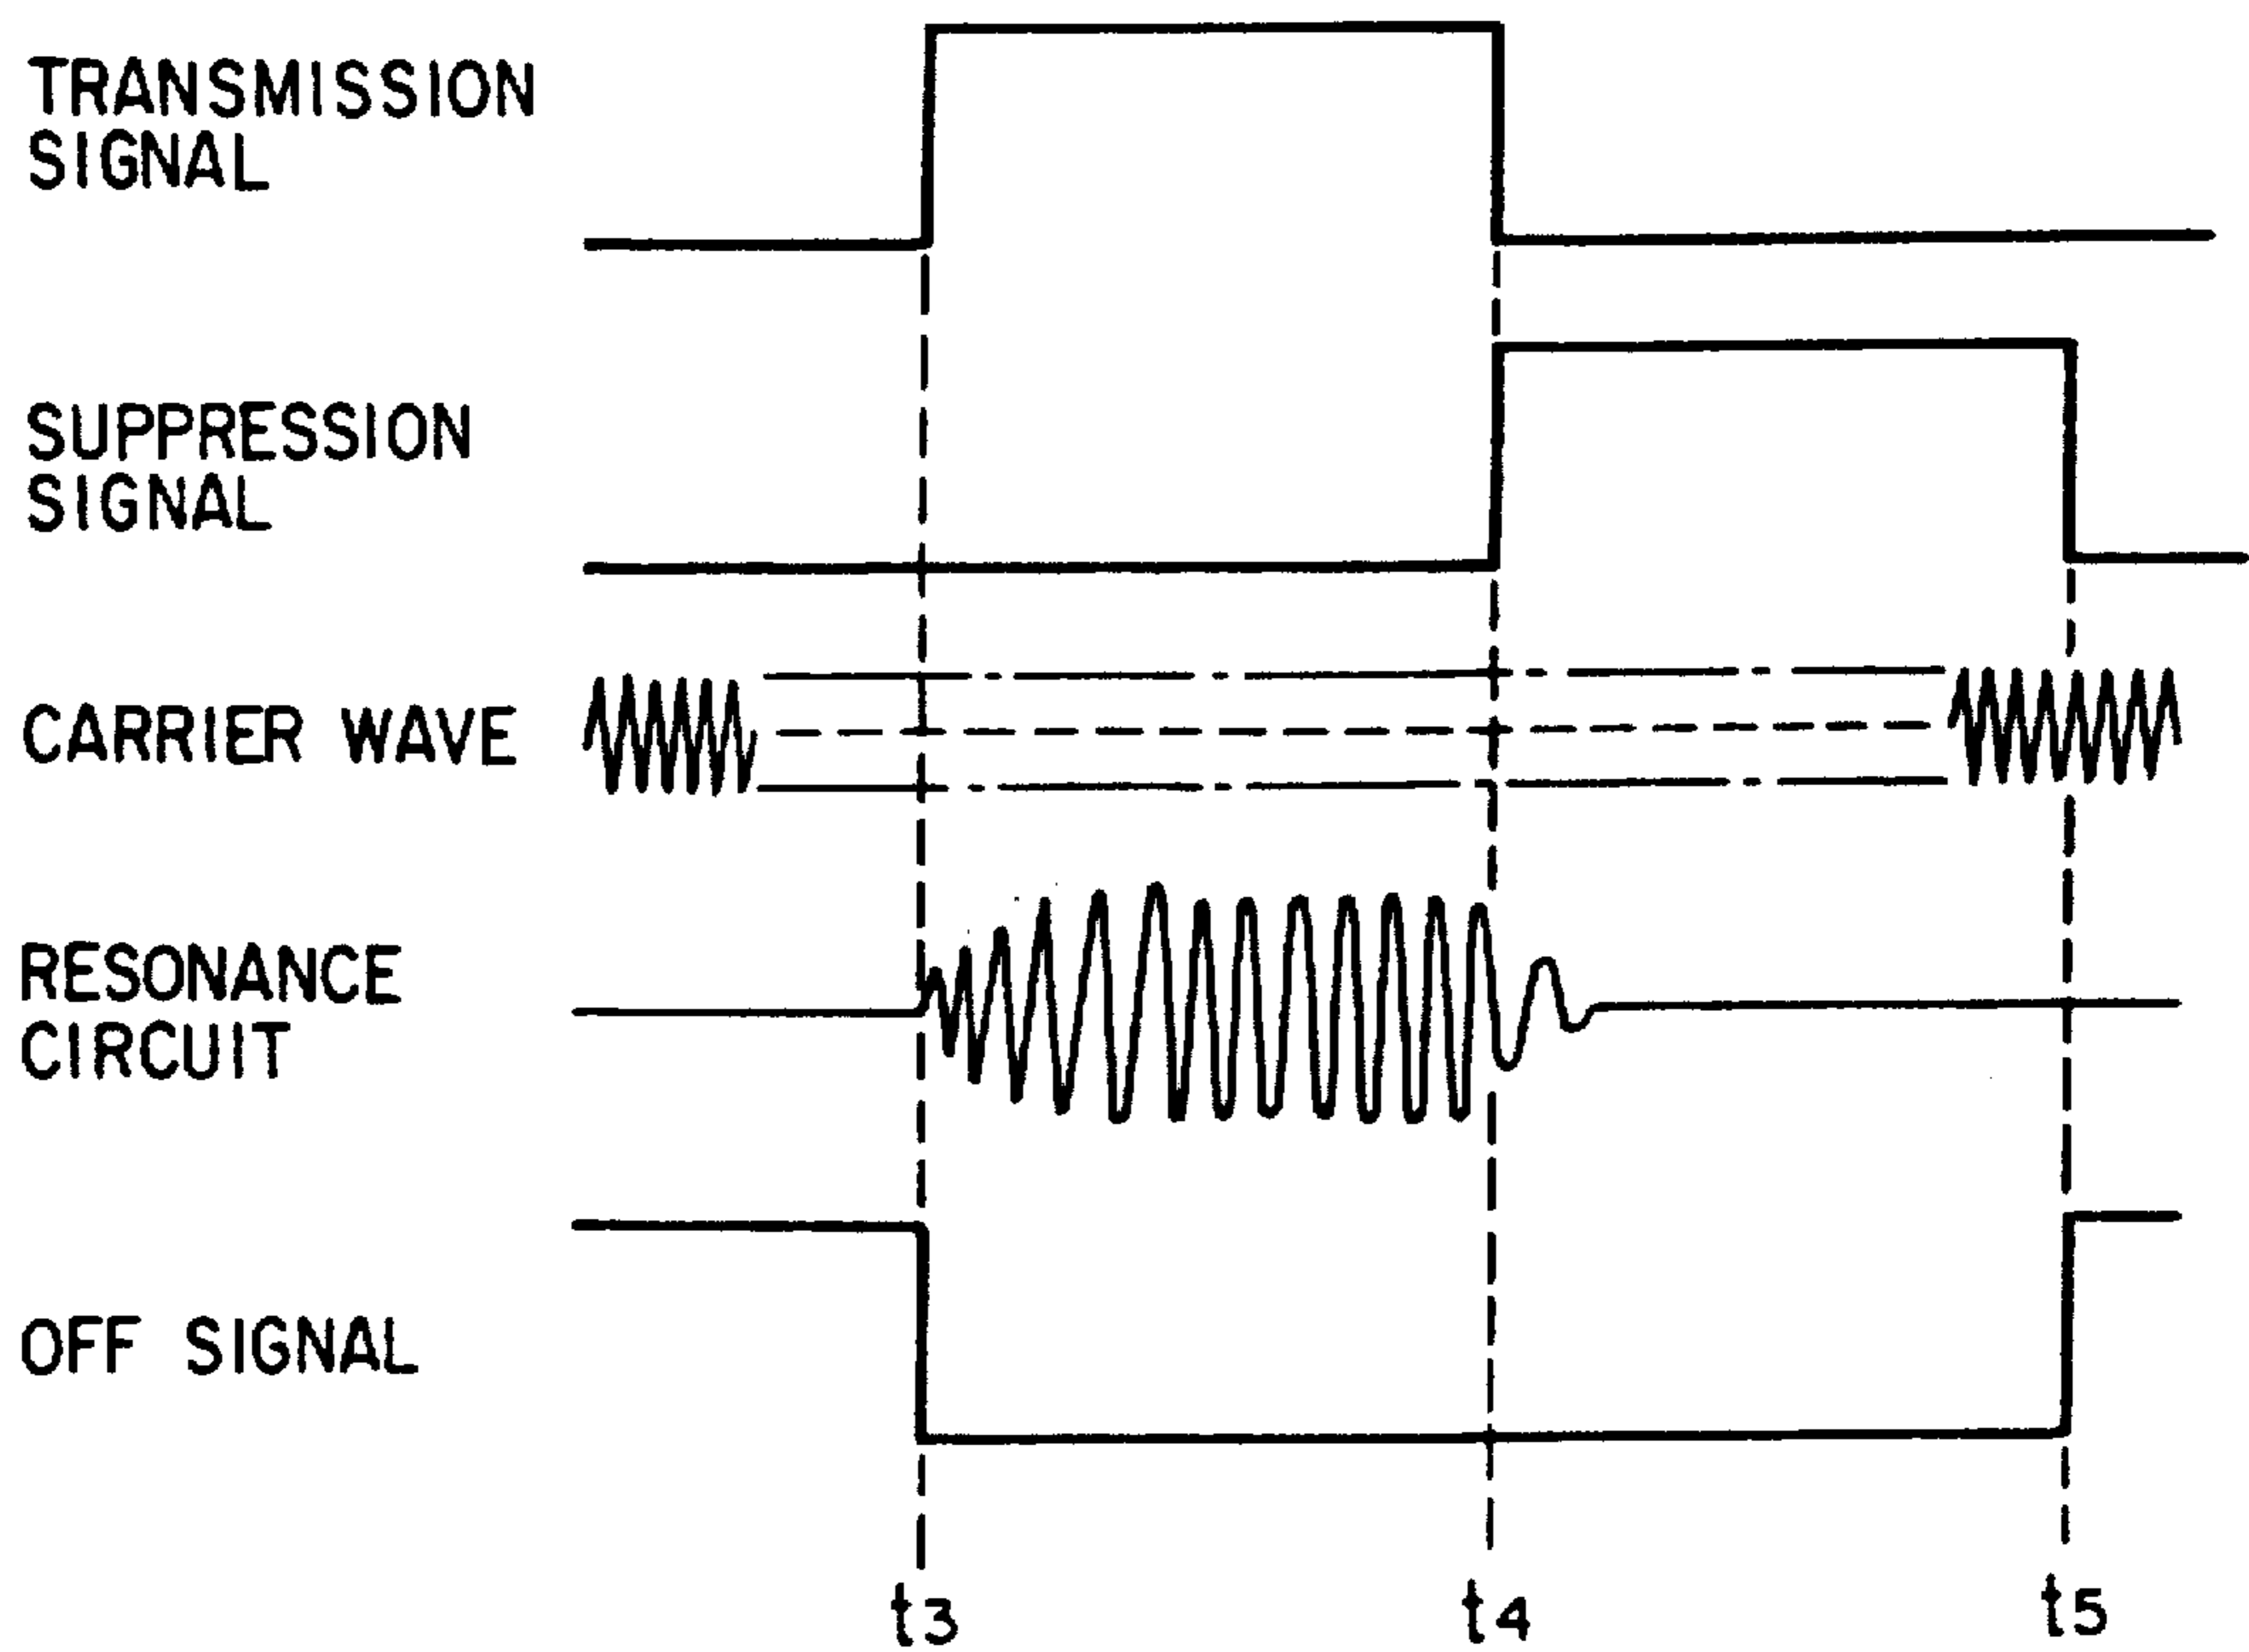 TRANSMISSION
SIGNAL
SUPPRESSION
SIGNAL
CARRIER WAVE
RESONANCE
CIRCUIT
OFF SIGNAL
t3 t4 t5